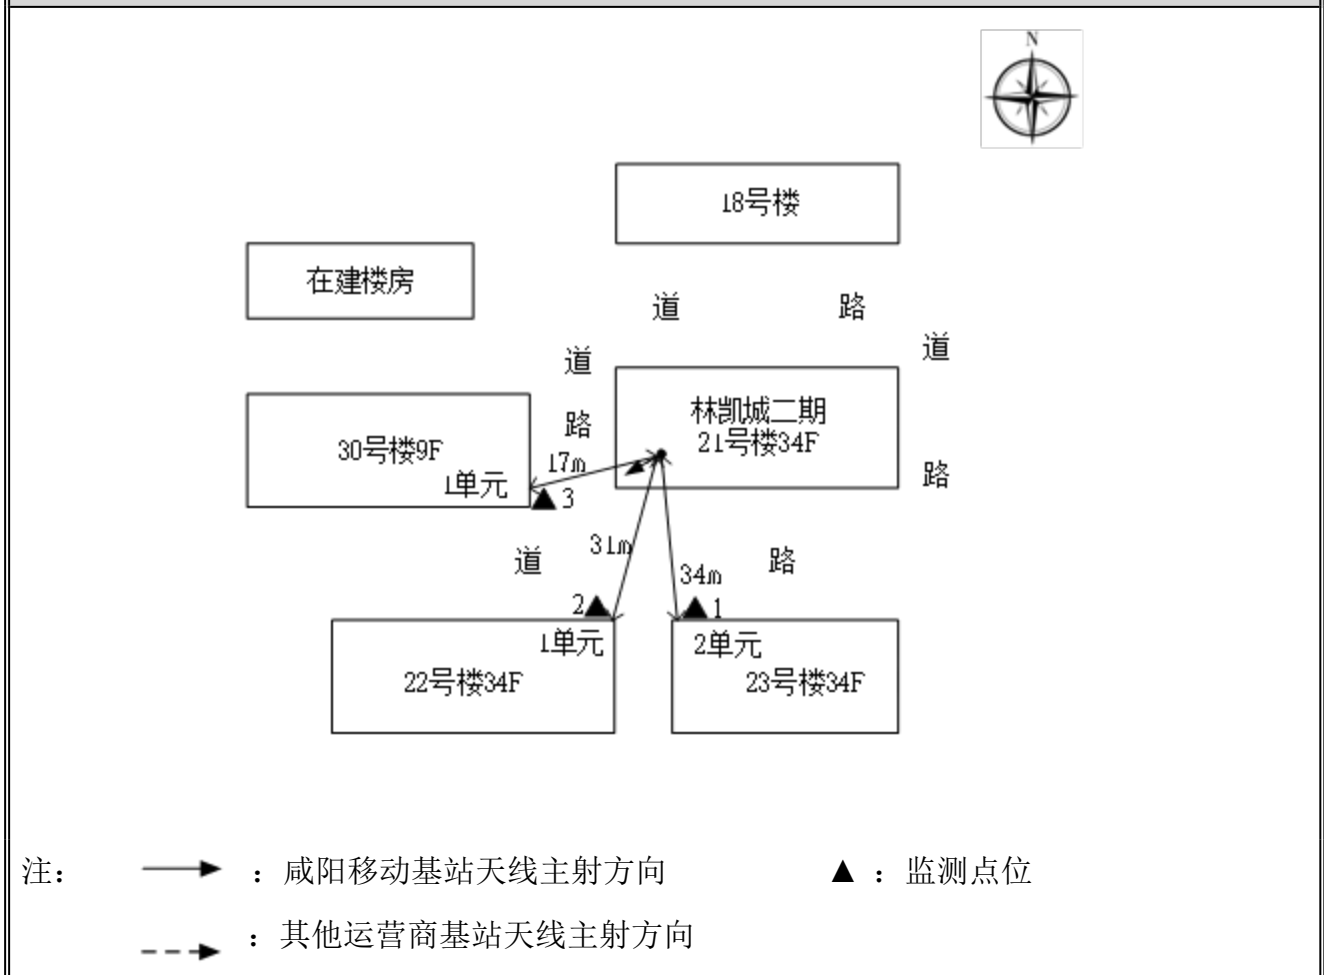 N
18号楼
在建楼房
道 路
道
路
道
路
林凯城二期
21号楼34F
30号楼9F
1单元
17m
3
31m
34m
道 路
2
1
1单元
22号楼34F
2单元
23号楼34F
注： ：咸阳移动基站天线主射方向 ▲：监测点位
：其他运营商基站天线主射方向